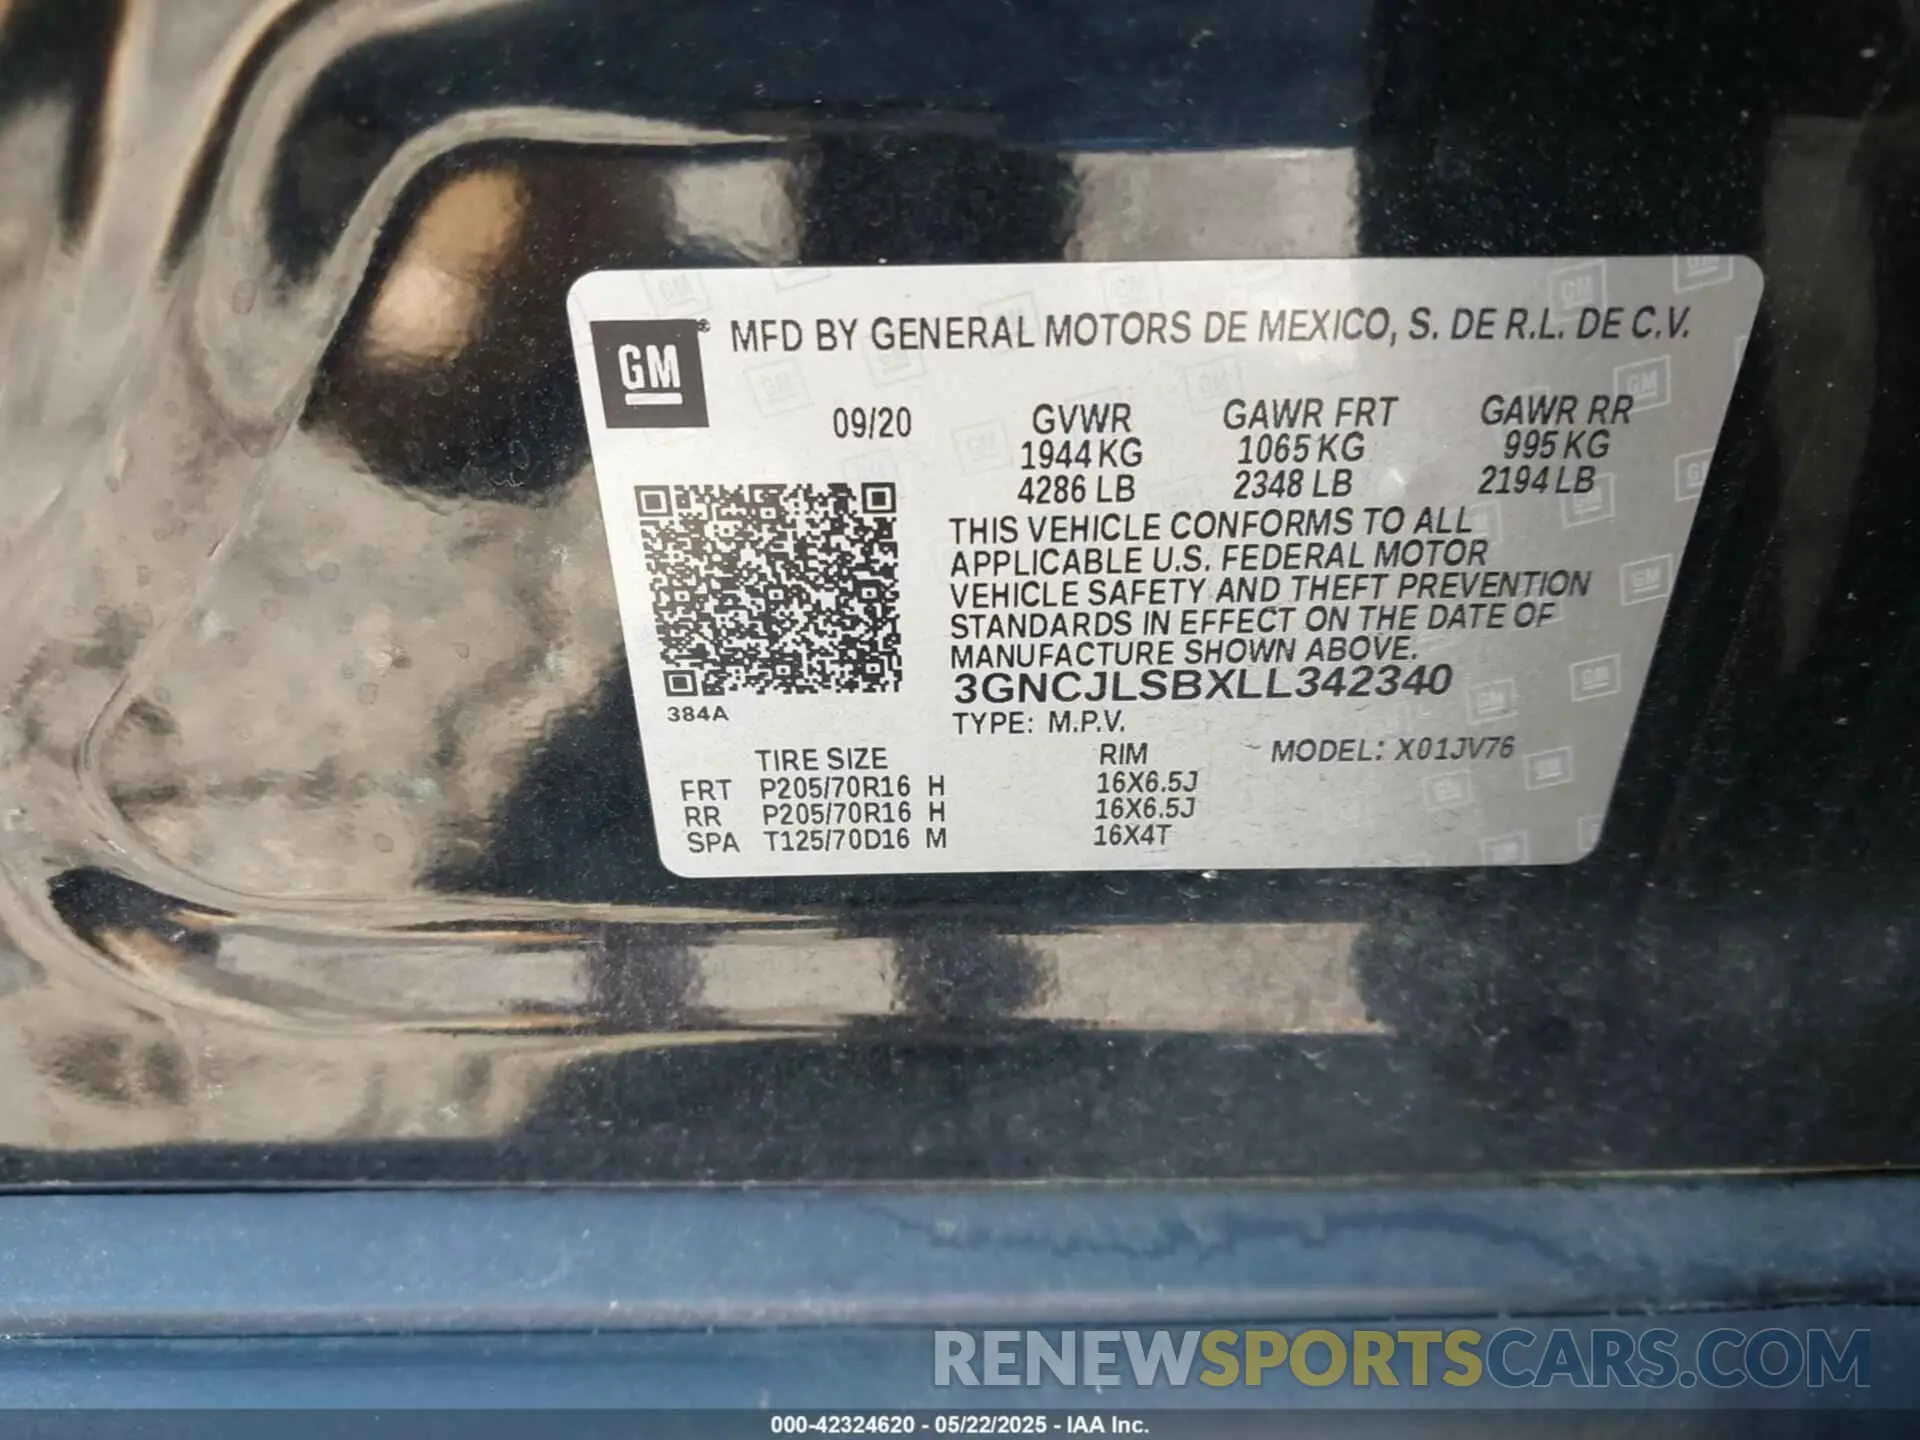 GM ® MFD BY GENERAL MOTORS DE MEXICO, S. DE R.L. DE C.V.
09/20 GVWR GAWR FRT GAWR RR
1944 KG 1065 KG 995 KG
4286 LB 2348 LB 2194 LB
THIS VEHICLE CONFORMS TO ALL
APPLICABLE U.S. FEDERAL MOTOR
VEHICLE SAFETY AND THEFT PREVENTION
STANDARDS IN EFFECT ON THE DATE OF
MANUFACTURE SHOWN ABOVE.
3GNCJLSBXLL342340
384A
TYPE: M.P.V.
TIRE SIZE RIM MODEL: X01JV76
FRT P205/70R16 H 16X6.5J
RR P205/70R16 H 16X6.5J
SPA T125/70D16 M 16X4T
RENEWSPORTSCARS.COM
000-42324620 - 05/22/2025 - IAA Inc.